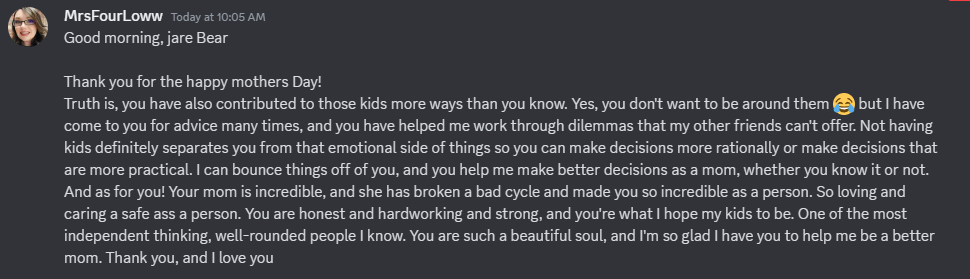 MrsFourLoww Today at 10:05 AM
Good morning, jare Bear
Thank you for the happy mothers Day!
Truth is, you have also contributed to those kids more ways than you know. Yes, you don't want to be around them 😂 but I have
come to you for advice many times, and you have helped me work through dilemmas that my other friends can't offer. Not having
kids definitely separates you from that emotional side of things so you can make decisions more rationally or make decisions that
are more practical. I can bounce things off of you, and you help me make better decisions as a mom, whether you know it or not.
And as for you! Your mom is incredible, and she has broken a bad cycle and made you so incredible as a person. So loving and
caring a safe ass a person. You are honest and hardworking and strong, and you're what I hope my kids to be. One of the most
independent thinking, well-rounded people I know. You are such a beautiful soul, and I'm so glad I have you to help me be a better
mom. Thank you, and I love you